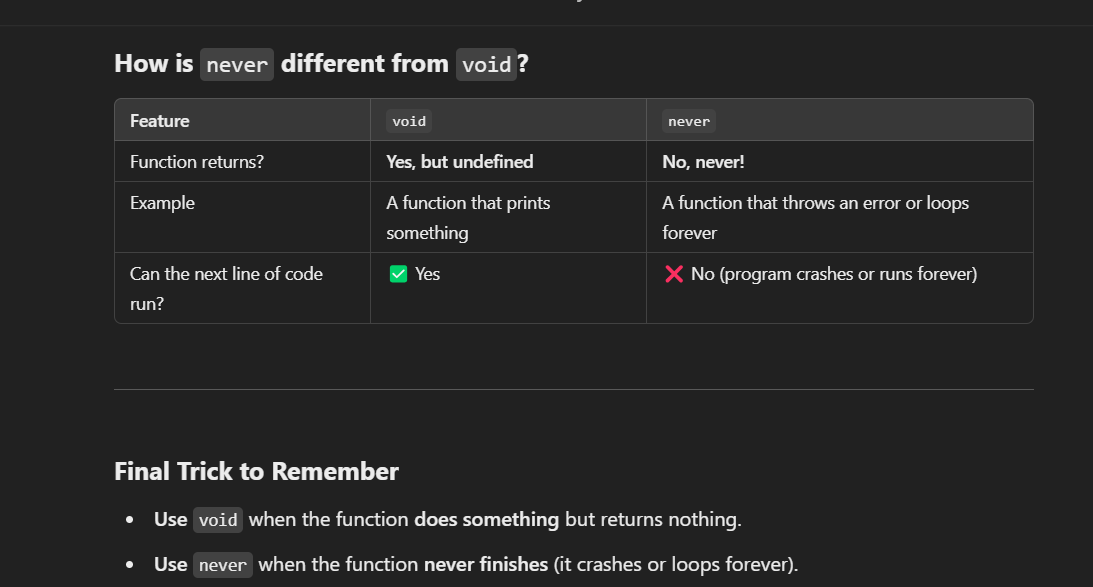 How is never different from void?
Feature void never
Function returns? Yes, but undefined No, never!
Example A function that prints A function that throws an error or loops
something forever
Can the next line of code ✅ Yes ❌ No (program crashes or runs forever)
run?
Final Trick to Remember
• Use void when the function does something but returns nothing.
• Use never when the function never finishes (it crashes or loops forever).